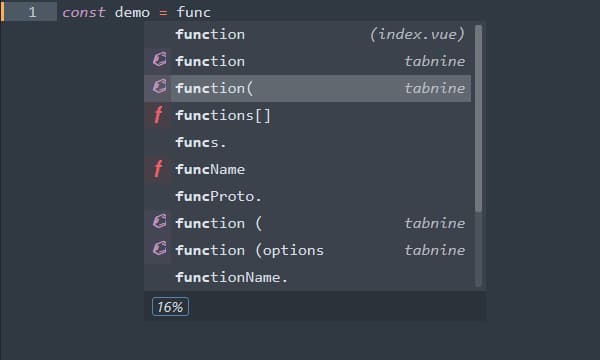 1 const demo = func
function (index.vue)
function tabnine
function( tabnine
functions[]
funcs.
funcName
funcProto.
function ( tabnine
function (options tabnine
functionName.
16%